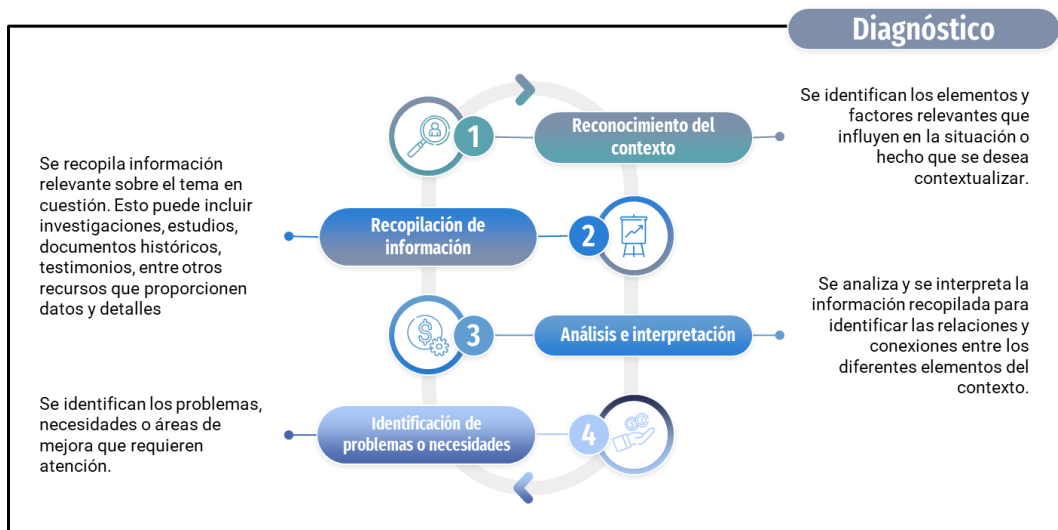 Diagnóstico
1
Reconocimiento del
contexto
Se identifican los elementos y
factores relevantes que
influyen en la situación o
hecho que se desea
contextualizar.
2
Recopilación de
información
Se recopila información
relevante sobre el tema en
cuestión. Esto puede incluir
investigaciones, estudios,
documentos históricos,
testimonios, entre otros
recursos que proporcionen
datos y detalles
3
Análisis e interpretación
Se analiza y se interpreta la
información recopilada para
identificar las relaciones y
conexiones entre los
diferentes elementos del
contexto.
4
Identificación de
problemas o necesidades
Se identifican los problemas,
necesidades o áreas de
mejora que requieren
atención.